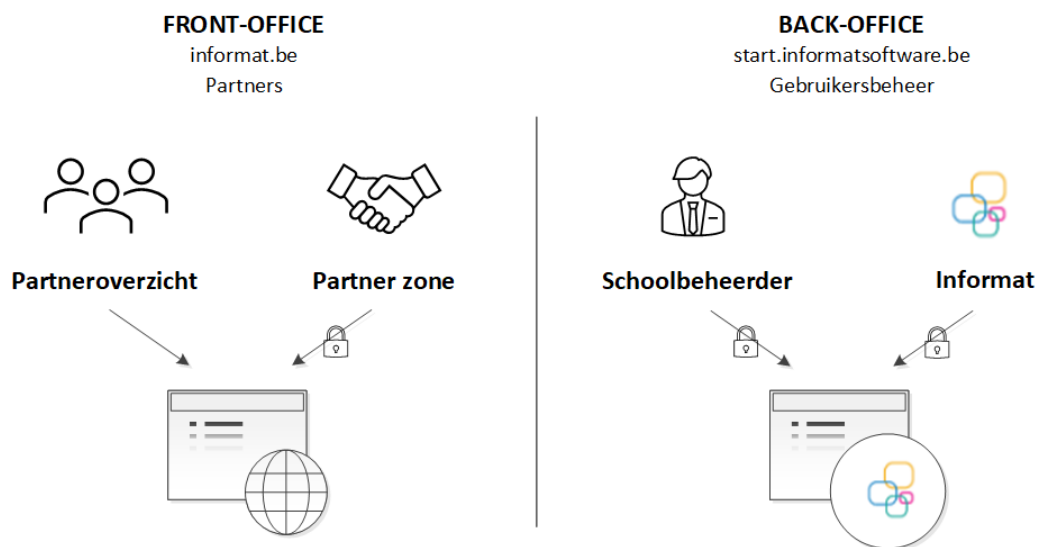 FRONT-OFFICE
informat.be
Partners
BACK-OFFICE
start.informatsoftware.be
Gebruikersbeheer
Partneroverzicht
Partner zone
Schoolbeheerder
Informat